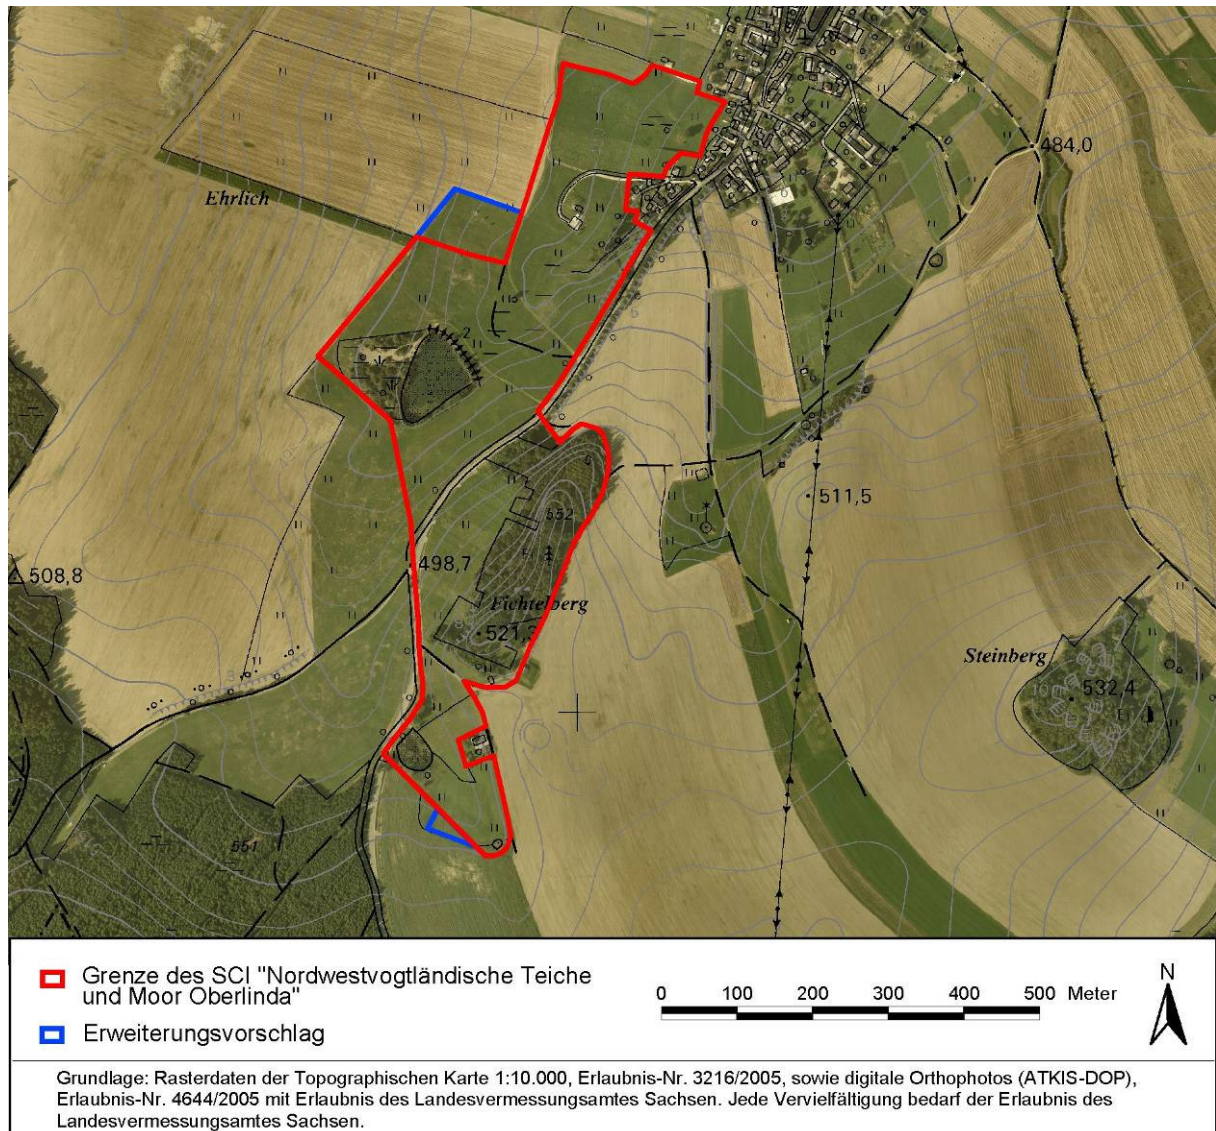 484,0
Ehrlich
2
552
511,5
508,8
498,7
Fichtelberg
521,3
Steinberg
532,4
551
Grenze des SCI "Nordwestvogtländische Teiche
und Moor Oberlinda"
Erweiterungsvorschlag
0 100 200 300 400 500 Meter
N
Grundlage: Rasterdaten der Topographischen Karte 1:10.000, Erlaubnis-Nr. 3216/2005, sowie digitale Orthophotos (ATKIS-DOP),
Erlaubnis-Nr. 4644/2005 mit Erlaubnis des Landesvermessungsamtes Sachsen. Jede Vervielfältigung bedarf der Erlaubnis des
Landesvermessungsamtes Sachsen.